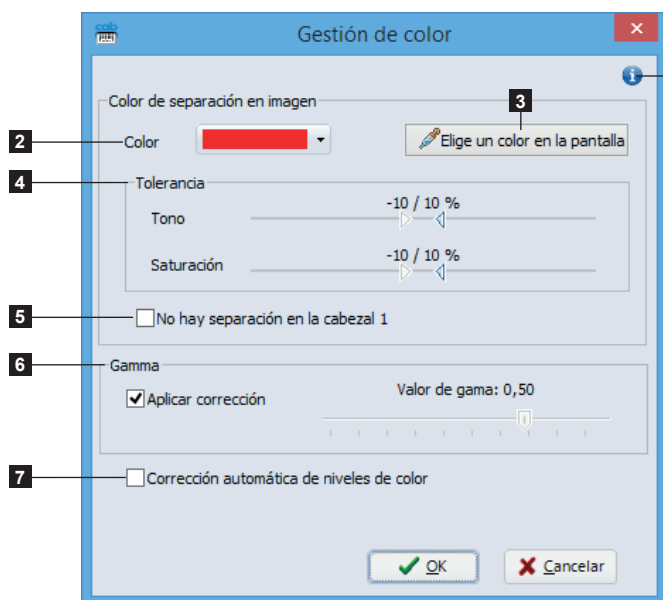 cab
Gestión de color
Color de separación en imagen
3
2
Color
Elige un color en la pantalla
4
Tolerancia
-10 / 10 %
Tono
-10 / 10 %
Saturación
5
No hay separación en la cabezal 1
6
Gamma
Aplicar corrección
Valor de gama: 0,50
7
Corrección automática de niveles de color
OK
Cancelar